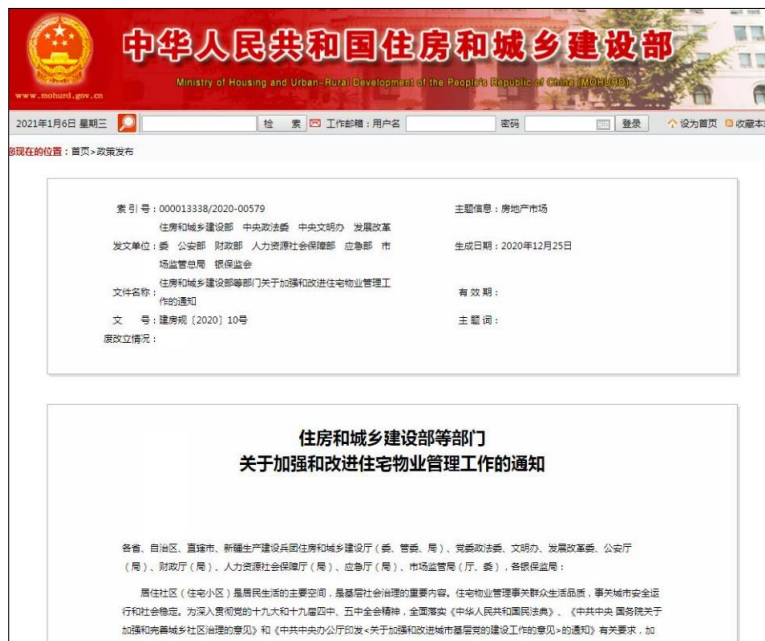 中华人民共和国住房和城乡建设部
Ministry of Housing and Urban-Rural Development of the People's Republic of China (MOHURD)
www.mohurd.gov.cn
2021年1月6日 星期三 检 索 工作邮箱：用户名 密码 登录 设为首页 收藏本
您现在的位置：首页>政策发布
索 引 号：000013338/2020-00579 主题信息：房地产市场
住房和城乡建设部 中央政法委 中央文明办 发展改革
发文单位：委 公安部 财政部 人力资源社会保障部 应急部 市 生成日期：2020年12月25日
场监管总局 银保监会
文件名称：住房和城乡建设部等部门关于加强和改进住宅物业管理工 有 效 期：
作的通知
文 号：建房规〔2020〕10号 主 题 词：
废改立情况：
住房和城乡建设部等部门
关于加强和改进住宅物业管理工作的通知
各省、自治区、直辖市、新疆生产建设兵团住房和城乡建设厅（委、管委、局）、党委政法委、文明办、发展改革委、公安厅
（局）、财政厅（局）、人力资源社会保障厅（局）、应急厅（局）、市场监管局（厅、委），各银保监局：
居住社区（住宅小区）是居民生活的主要空间，是基层社会治理的重要内容。住宅物业管理事关群众生活品质，事关城市安全运
行和社会稳定。为深入贯彻党的十九大和十九届四中、五中全会精神，全面落实《中华人民共和国民法典》、《中共中央 国务院关于
加强和完善城乡社区治理的意见》和《中共中央办公厅印发<关于加强和改进城市基层党的建设工作的意见>的通知》有关要求，加